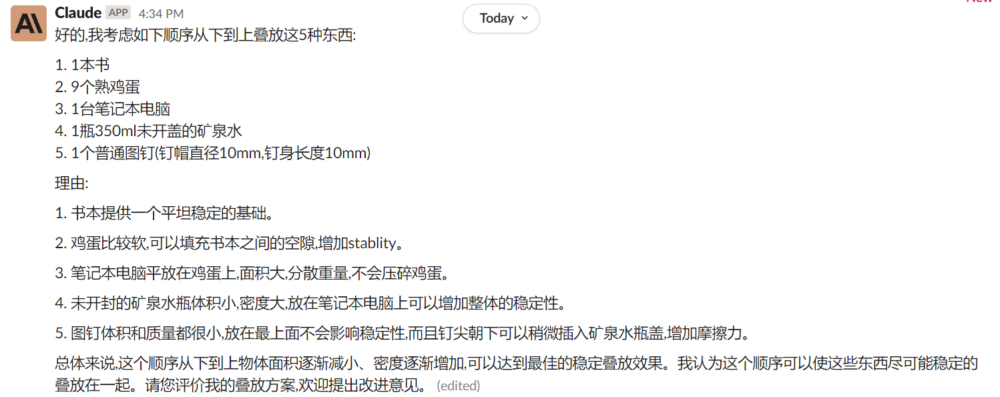 New
Claude APP 4:34 PM
Today
好的,我考虑如下顺序从下到上叠放这5种东西:
1. 1本书
2. 9个熟鸡蛋
3. 1台笔记本电脑
4. 1瓶350ml未开盖的矿泉水
5. 1个普通图钉(钉帽直径10mm,钉身长度10mm)
理由:
1. 书本提供一个平坦稳定的基础。
2. 鸡蛋比较软,可以填充书本之间的空隙,增加stablity。
3. 笔记本电脑平放在鸡蛋上,面积大,分散重量,不会压碎鸡蛋。
4. 未开封的矿泉水瓶体积小,密度大,放在笔记本电脑上可以增加整体的稳定性。
5. 图钉体积和质量都很小,放在最上面不会影响稳定性,而且钉尖朝下可以稍微插入矿泉水瓶盖,增加摩擦力。
总体来说,这个顺序从下到上物体面积逐渐减小、密度逐渐增加,可以达到最佳的稳定叠放效果。我认为这个顺序可以使这些东西尽可能稳定的
叠放在一起。请您评价我的叠放方案,欢迎提出改进意见。 (edited)